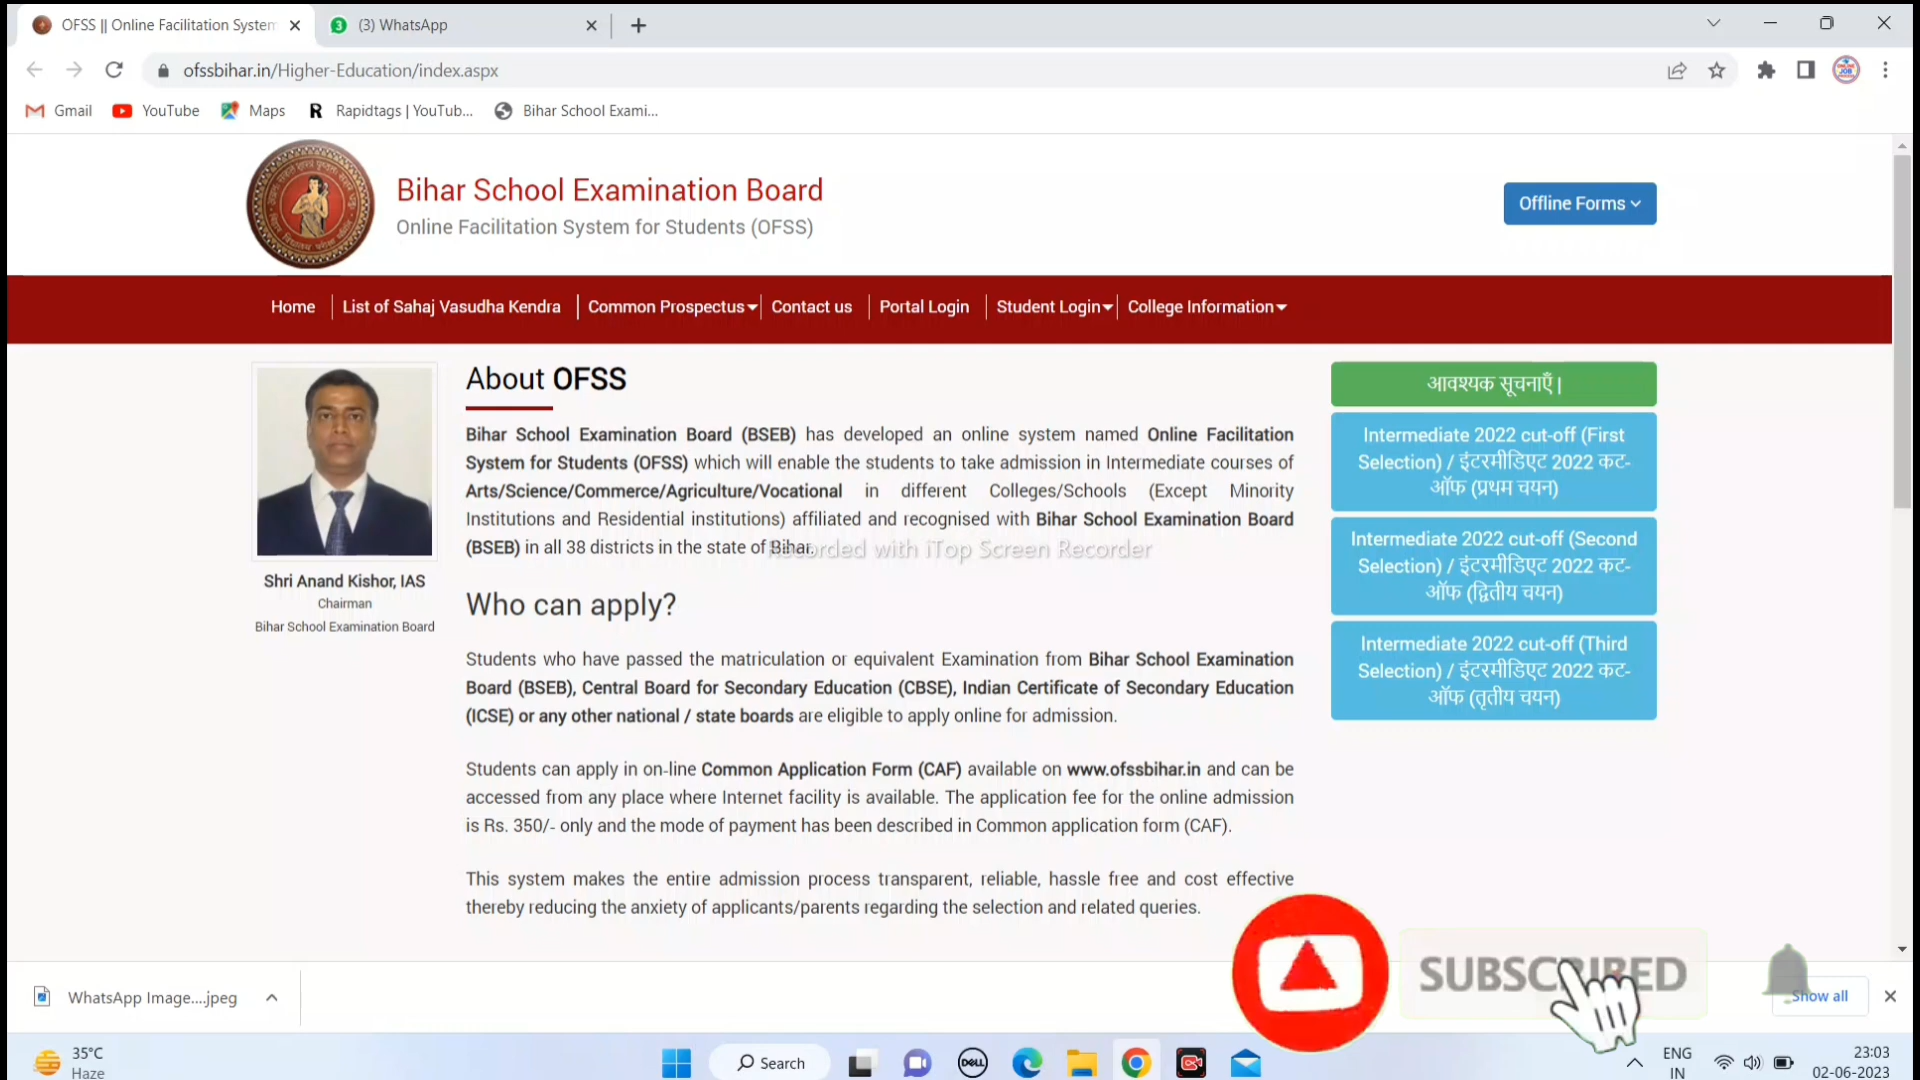 OFSS || Online Facilitation System
(3) WhatsApp
ofssbihar.in/Higher-Education/index.aspx
Gmail
YouTube
Maps
Rapidtags | YouTub...
Bihar School Exami...
Bihar School Examination Board
Online Facilitation System for Students (OFSS)
Offline Forms
Home
List of Sahaj Vasudha Kendra
Common Prospectus
Contact us
Portal Login
Student Login
College Information
Shri Anand Kishor, IAS
Chairman
Bihar School Examination Board
About OFSS
Bihar School Examination Board (BSEB) has developed an online system named Online Facilitation
System for Students (OFSS) which will enable the students to take admission in Intermediate courses of
Arts/Science/Commerce/Agriculture/Vocational in different Colleges/Schools (Except Minority
Institutions and Residential institutions) affiliated and recognised with Bihar School Examination Board
(BSEB) in all 38 districts in the state of Bihar.
Recorded with iTop Screen Recorder
Who can apply?
Students who have passed the matriculation or equivalent Examination from Bihar School Examination
Board (BSEB), Central Board for Secondary Education (CBSE), Indian Certificate of Secondary Education
(ICSE) or any other national / state boards are eligible to apply online for admission.
Students can apply in on-line Common Application Form (CAF) available on www.ofssbihar.in and can be
accessed from any place where Internet facility is available. The application fee for the online admission
is Rs. 350/- only and the mode of payment has been described in Common application form (CAF).
This system makes the entire admission process transparent, reliable, hassle free and cost effective
thereby reducing the anxiety of applicants/parents regarding the selection and related queries.
आवश्यक सूचनाएँ |
Intermediate 2022 cut-off (First
Selection) / इंटरमीडिएट 2022 कट-
ऑफ (प्रथम चयन)
Intermediate 2022 cut-off (Second
Selection) / इंटरमीडिएट 2022 कट-
ऑफ (द्वितीय चयन)
Intermediate 2022 cut-off (Third
Selection) / इंटरमीडिएट 2022 कट-
ऑफ (तृतीय चयन)
SUBSCRIBED
WhatsApp Image....jpeg
Show all
35°C
Haze
Search
DELL
ENG
IN
23:03
02-06-2023